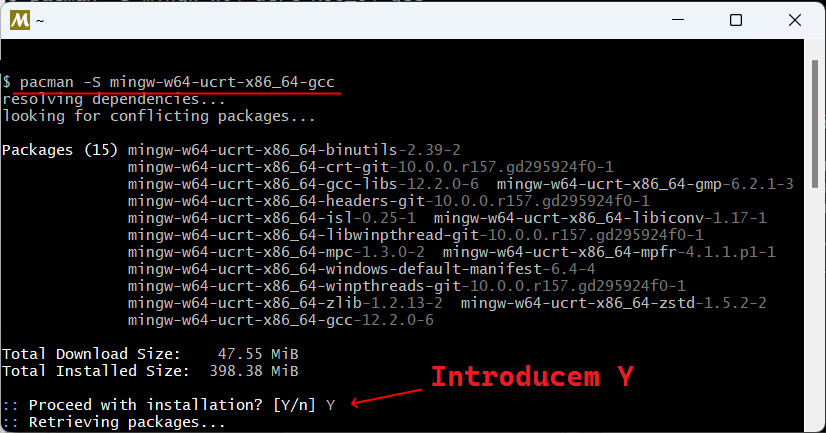 M ~
$ pacman -S mingw-w64-ucrt-x86_64-gcc
resolving dependencies...
looking for conflicting packages...
Packages (15) mingw-w64-ucrt-x86_64-binutils-2.39-2
mingw-w64-ucrt-x86_64-crt-git-10.0.0.r157.gd295924f0-1
mingw-w64-ucrt-x86_64-gcc-libs-12.2.0-6 mingw-w64-ucrt-x86_64-gmp-6.2.1-3
mingw-w64-ucrt-x86_64-headers-git-10.0.0.r157.gd295924f0-1
mingw-w64-ucrt-x86_64-isl-0.25-1 mingw-w64-ucrt-x86_64-libiconv-1.17-1
mingw-w64-ucrt-x86_64-libwinpthread-git-10.0.0.r157.gd295924f0-1
mingw-w64-ucrt-x86_64-mpc-1.3.0-2 mingw-w64-ucrt-x86_64-mpfr-4.1.1.p1-1
mingw-w64-ucrt-x86_64-windows-default-manifest-6.4-4
mingw-w64-ucrt-x86_64-winpthreads-git-10.0.0.r157.gd295924f0-1
mingw-w64-ucrt-x86_64-zlib-1.2.13-2 mingw-w64-ucrt-x86_64-zstd-1.5.2-2
mingw-w64-ucrt-x86_64-gcc-12.2.0-6
Total Download Size: 47.55 MiB
Total Installed Size: 398.38 MiB
Introducem Y
:: Proceed with installation? [Y/n] Y
:: Retrieving packages...